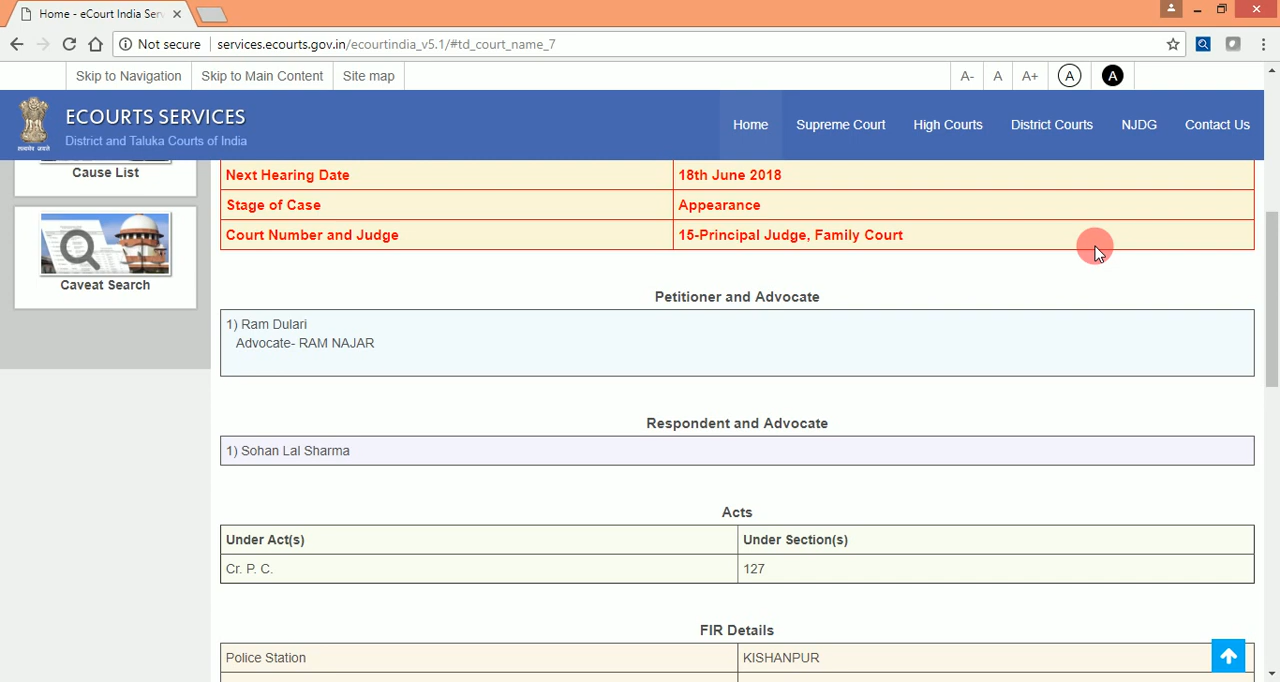 Home - eCourt India Ser
Not secure services.ecourts.gov.in/ecourtindia_v5.1/#td_court_name_7
Skip to Navigation Skip to Main Content Site map A- A A+ A A
ECOURTS SERVICES
District and Taluka Courts of India
Home Supreme Court High Courts District Courts NJDG Contact Us
Cause List
Caveat Search
Next Hearing Date 18th June 2018
Stage of Case Appearance
Court Number and Judge 15-Principal Judge, Family Court
Petitioner and Advocate
1) Ram Dulari
Advocate- RAM NAJAR
Respondent and Advocate
1) Sohan Lal Sharma
Acts
Under Act(s) Under Section(s)
Cr. P. C. 127
FIR Details
Police Station KISHANPUR